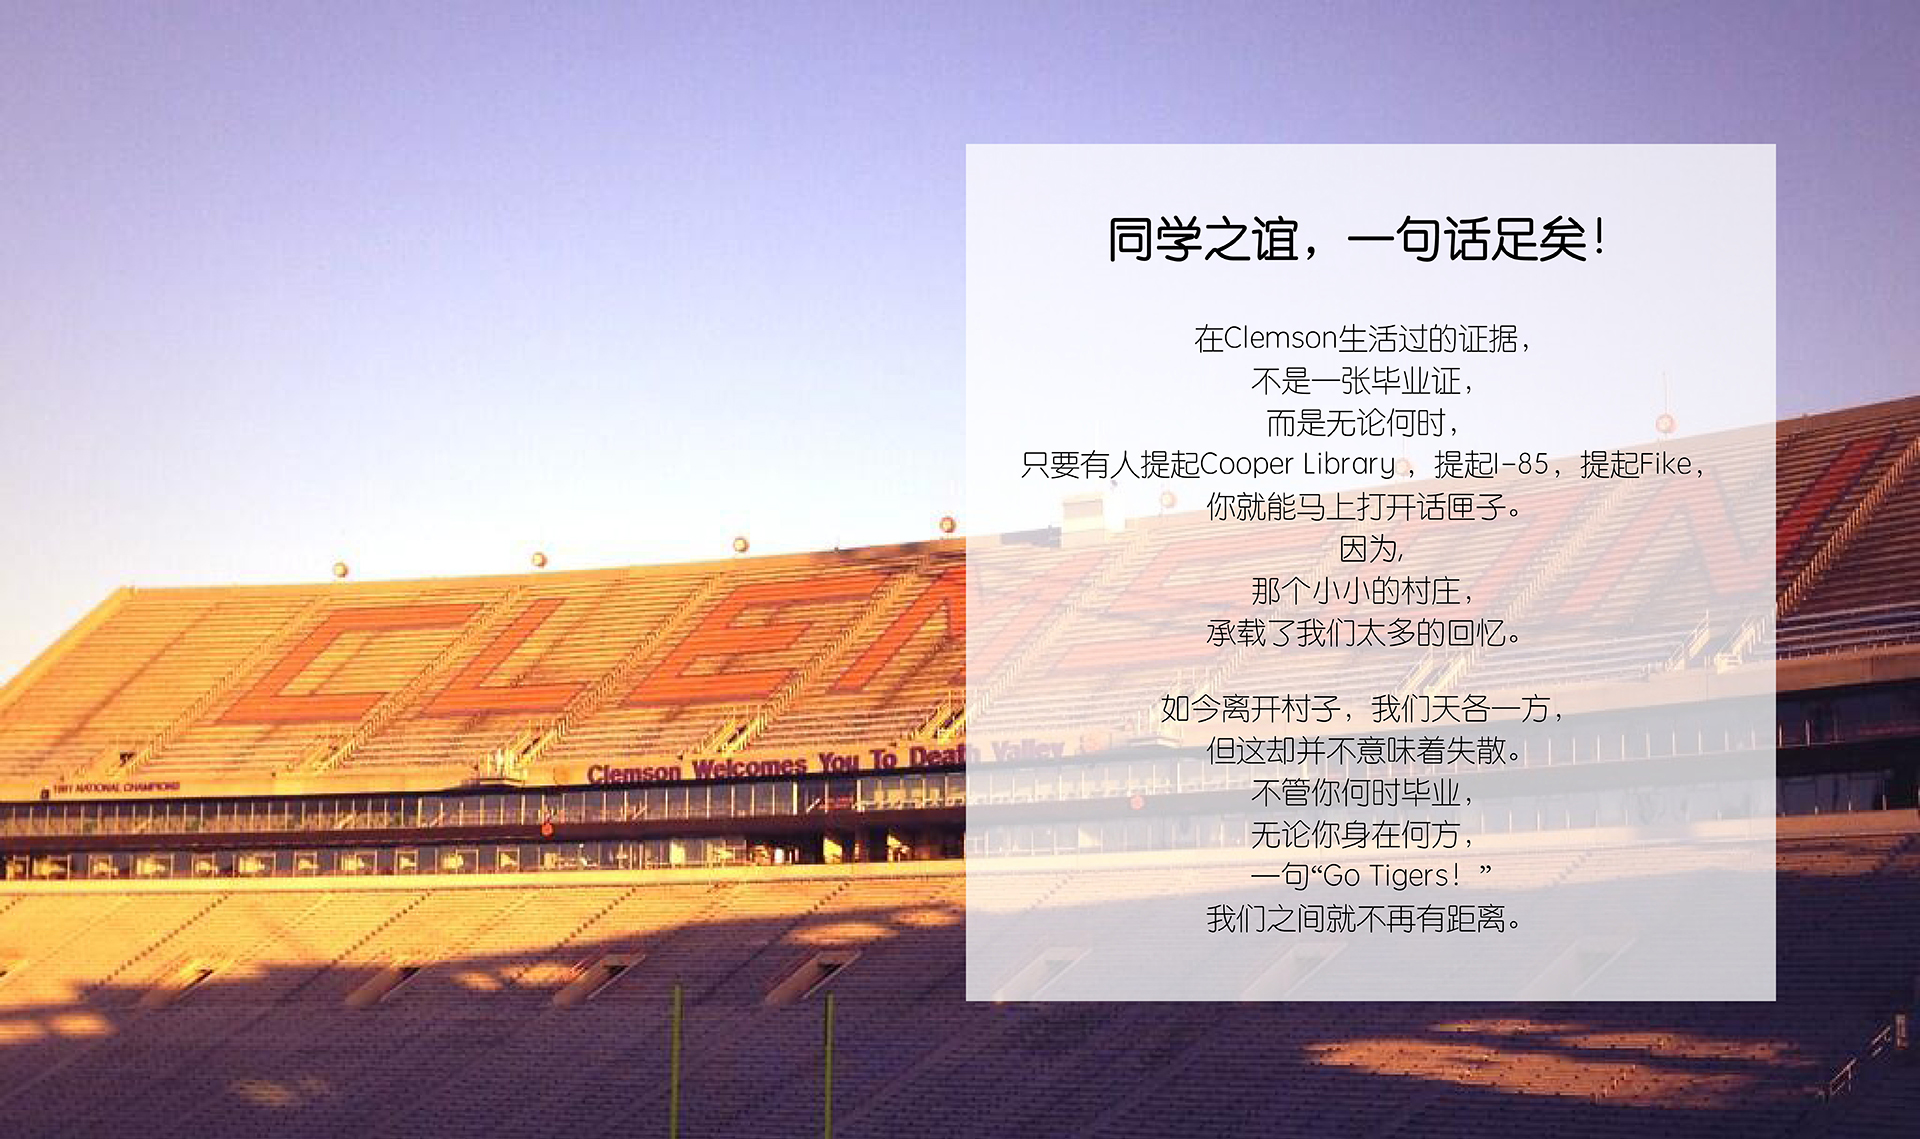 同学之谊，一句话足矣！
在Clemson生活过的证据，
不是一张毕业证，
而是无论何时，
只要有人提起Cooper Library ，提起I-85，提起Fike，
你就能马上打开话匣子。
因为,
那个小小的村庄，
承载了我们太多的回忆。
如今离开村子，我们天各一方，
但这却并不意味着失散。
不管你何时毕业，
无论你身在何方，
一句“Go Tigers！”
我们之间就不再有距离。
CLEMSON
Clemson Welcomes You To Death Valley
1981 NATIONAL CHAMPIONS